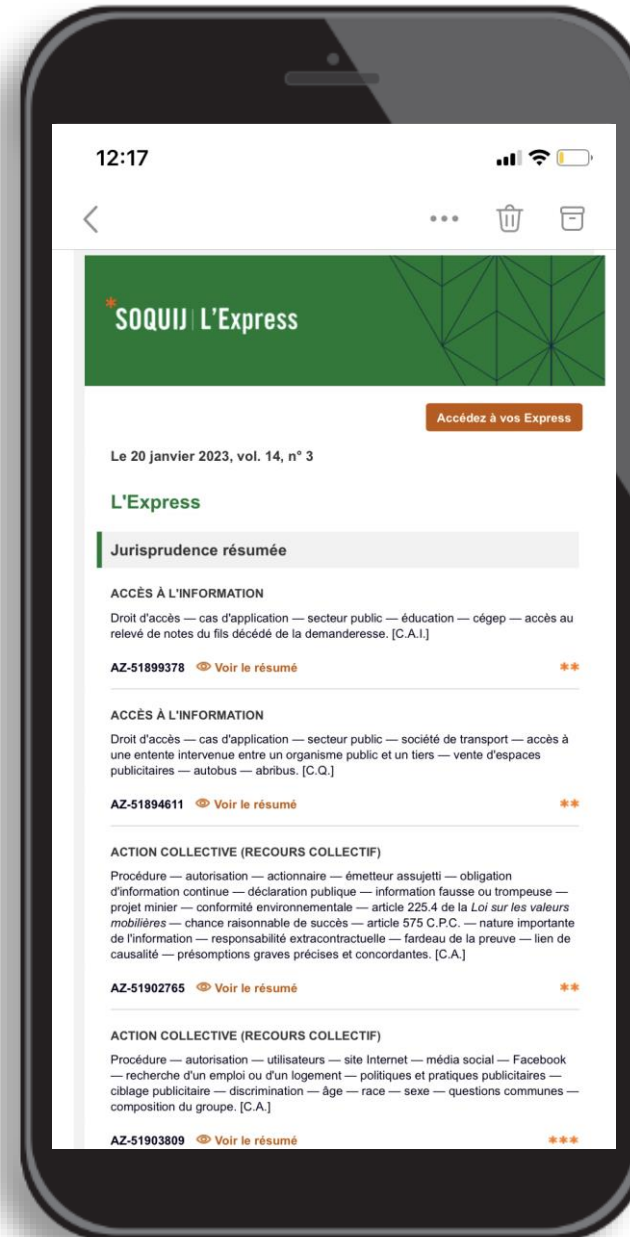 12:17
*SOQUIJ | L'Express
Accédez à vos Express
Le 20 janvier 2023, vol. 14, n° 3
L'Express
Jurisprudence résumée
ACCÈS À L'INFORMATION
Droit d'accès — cas d'application — secteur public — éducation — cégep — accès au
relevé de notes du fils décédé de la demanderesse. [C.A.I.]
AZ-51899378 Voir le résumé **
ACCÈS À L'INFORMATION
Droit d'accès — cas d'application — secteur public — société de transport — accès à
une entente intervenue entre un organisme public et un tiers — vente d'espaces
publicitaires — autobus — abribus. [C.Q.]
AZ-51894611 Voir le résumé **
ACTION COLLECTIVE (RECOURS COLLECTIF)
Procédure — autorisation — actionnaire — émetteur assujetti — obligation
d'information continue — déclaration publique — information fausse ou trompeuse —
projet minier — conformité environnementale — article 225.4 de la Loi sur les valeurs
mobilières — chance raisonnable de succès — article 575 C.P.C. — nature importante
de l'information — responsabilité extracontractuelle — fardeau de la preuve — lien de
causalité — présomptions graves précises et concordantes. [C.A.]
AZ-51902765 Voir le résumé **
ACTION COLLECTIVE (RECOURS COLLECTIF)
Procédure — autorisation — utilisateurs — site Internet — média social — Facebook
— recherche d'un emploi ou d'un logement — politiques et pratiques publicitaires —
ciblage publicitaire — discrimination — âge — race — sexe — questions communes —
composition du groupe. [C.A.]
AZ-51903809 Voir le résumé ***